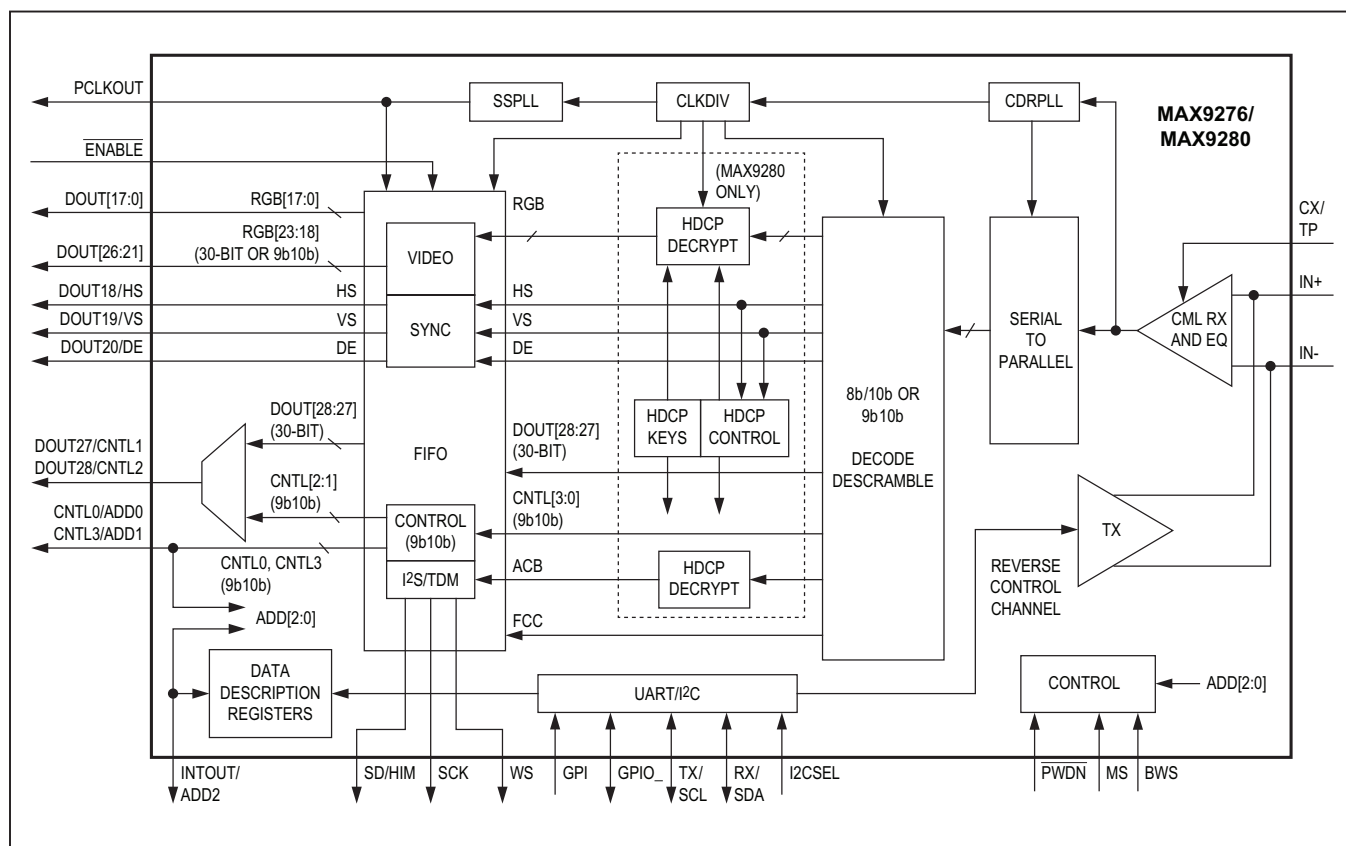 PCLKOUT
SSPLL
CLKDIV
CDRPLL
MAX9276/
MAX9280
ENABLE
(MAX9280
ONLY)
DOUT[17:0]
RGB[17:0]
RGB
HDCP
DECRYPT
CX/
TP
RGB[23:18]
(30-BIT OR 9b10b)
DOUT[26:21]
VIDEO
IN+
DOUT18/HS
HS
HS
DOUT19/VS
VS
SYNC
VS
DOUT20/DE
DE
DE
SERIAL
TO
PARALLEL
CML RX
AND EQ
IN-
8b/10b OR
9b10b
DECODE
DESCRAMBLE
HDCP
KEYS
HDCP
CONTROL
DOUT[28:27]
(30-BIT)
DOUT27/CNTL1
DOUT28/CNTL2
FIFO
DOUT[28:27]
(30-BIT)
CNTL[2:1]
(9b10b)
CNTL[3:0]
(9b10b)
CNTL0/ADD0
CNTL3/ADD1
CONTROL
(9b10b)
TX
CNTL0, CNTL3
(9b10b)
I²S/TDM
ACB
HDCP
DECRYPT
REVERSE
CONTROL
CHANNEL
ADD[2:0]
FCC
DATA
DESCRIPTION
REGISTERS
UART/I²C
CONTROL
ADD[2:0]
INTOUT/
ADD2
SD/HIM
SCK
WS
GPI
GPIO_
TX/
SCL
RX/
SDA
I2CSEL
PWDN
MS
BWS